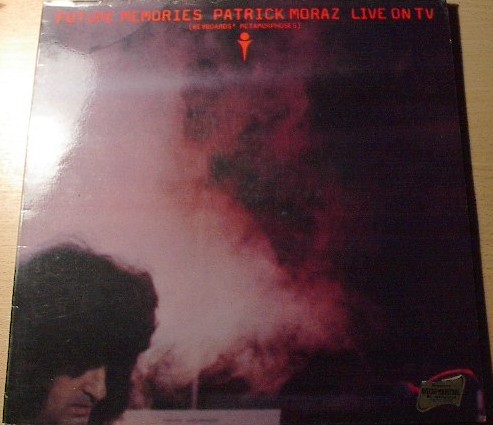 FUTURE MEMORIES PATRICK MORAZ LIVE ON TV
(KEYBOARDS' METAMORPHOSES)